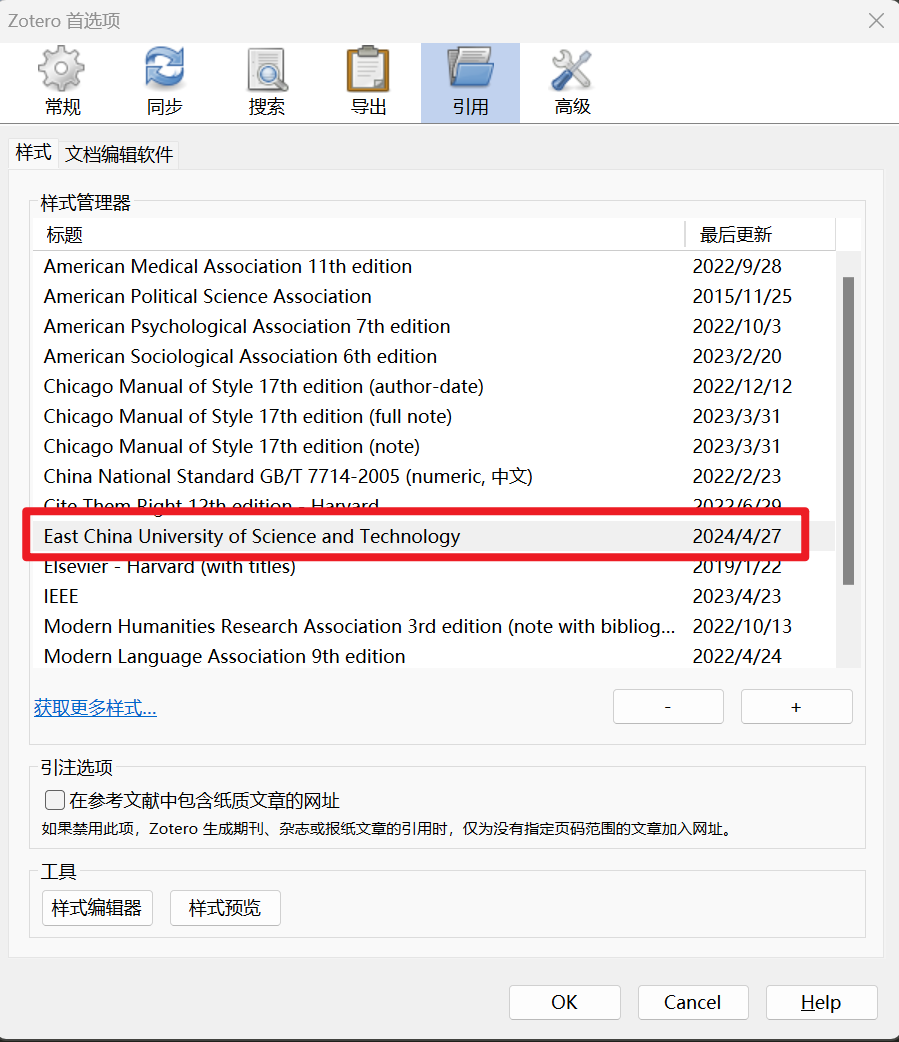 Zotero 首选项
常规 同步 搜索 导出 引用 高级
样式 文档编辑软件
样式管理器
标题 最后更新
American Medical Association 11th edition 2022/9/28
American Political Science Association 2015/11/25
American Psychological Association 7th edition 2022/10/3
American Sociological Association 6th edition 2023/2/20
Chicago Manual of Style 17th edition (author-date) 2022/12/12
Chicago Manual of Style 17th edition (full note) 2023/3/31
Chicago Manual of Style 17th edition (note) 2023/3/31
China National Standard GB/T 7714-2005 (numeric, 中文) 2022/2/23
Cite Them Right 12th edition - Harvard 2022/6/29
East China University of Science and Technology 2024/4/27
Elsevier - Harvard (with titles) 2019/1/22
IEEE 2023/4/23
Modern Humanities Research Association 3rd edition (note with bibliog... 2022/10/13
Modern Language Association 9th edition 2022/4/24
获取更多样式... - +
引注选项
在参考文献中包含纸质文章的网址
如果禁用此项，Zotero 生成期刊、杂志或报纸文章的引用时，仅为没有指定页码范围的文章加入网址。
工具
样式编辑器 样式预览
OK Cancel Help